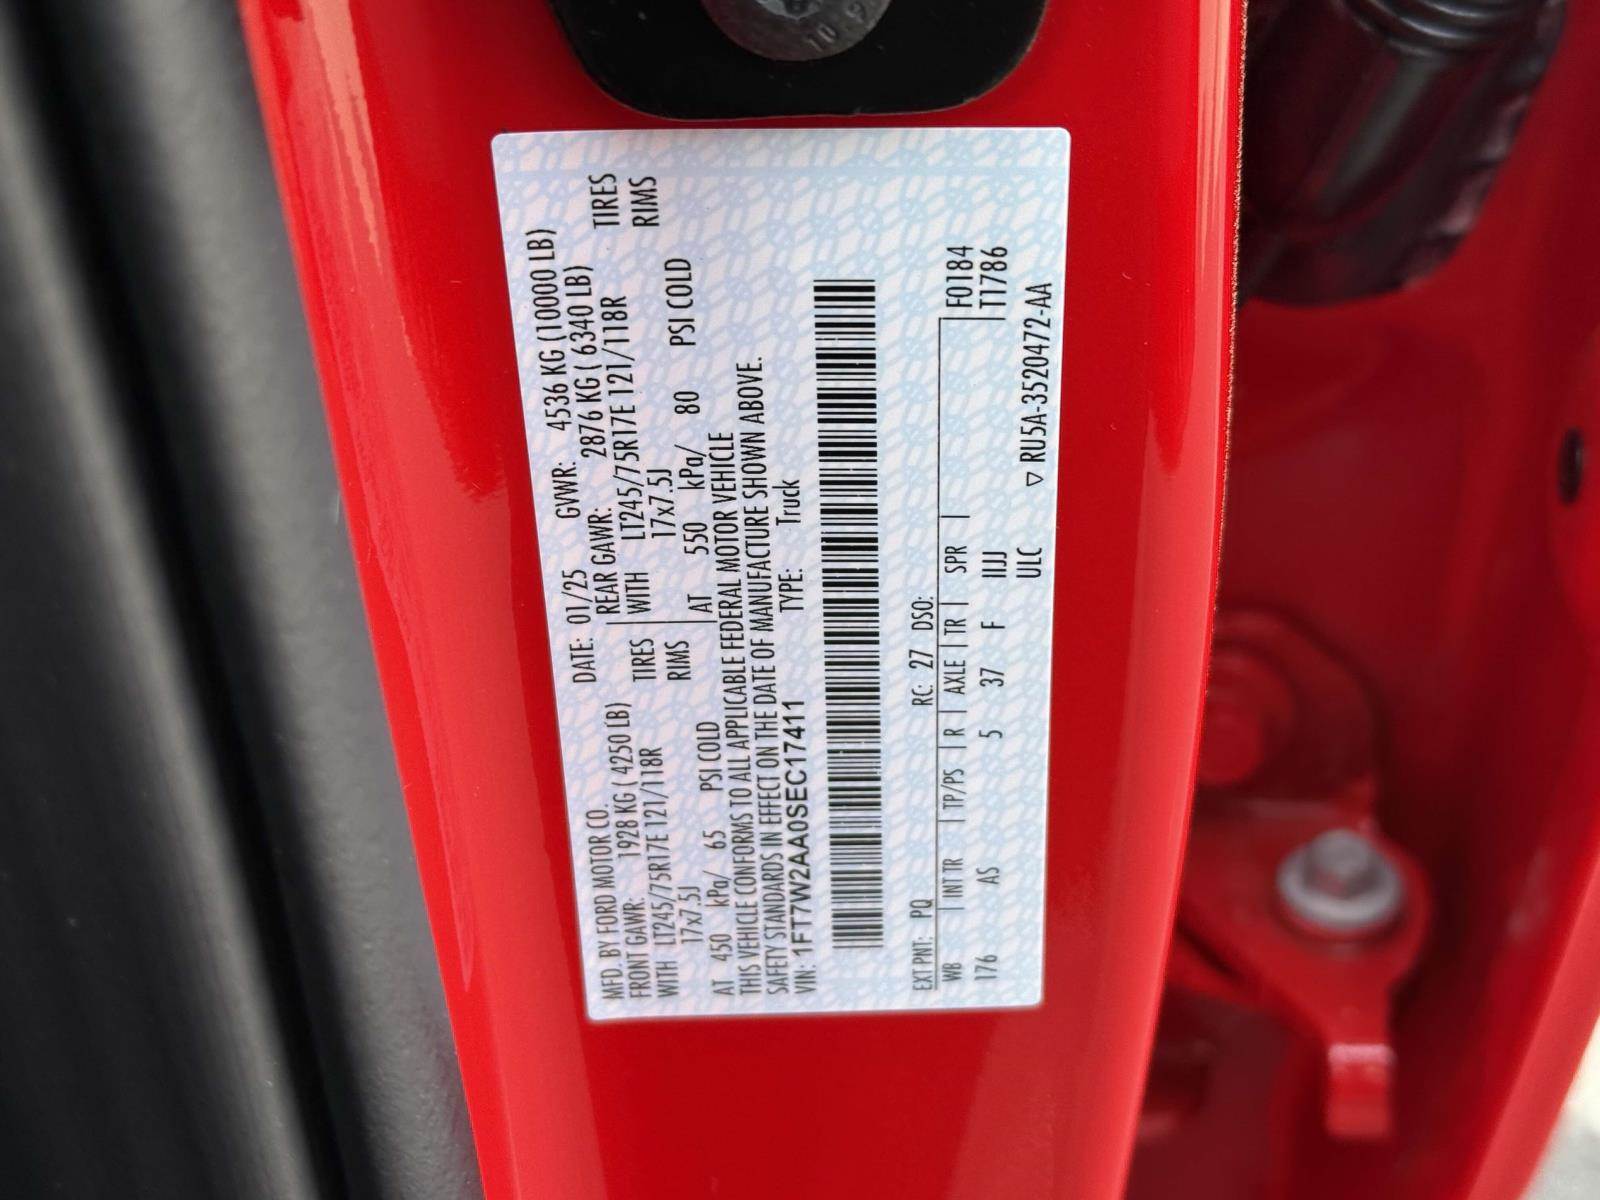 MFD. BY FORD MOTOR CO.
DATE: 01/25 GVWR: 4536 KG (10000 LB)
FRONT GAWR: 1928 KG ( 4250 LB) REAR GAWR: 2876 KG ( 6340 LB)
WITH LT245/75R17E 121/118R TIRES WITH LT245/75R17E 121/118R TIRES
17x7.5J RIMS 17x7.5J RIMS
AT 450 kPa/ 65 PSI COLD AT 550 kPa/ 80 PSI COLD
THIS VEHICLE CONFORMS TO ALL APPLICABLE FEDERAL MOTOR VEHICLE
SAFETY STANDARDS IN EFFECT ON THE DATE OF MANUFACTURE SHOWN ABOVE.
VIN: 1FT7W2AA0SEC17411 TYPE: Truck
EXT PNT: PQ RC: 27 DSO:
WB INT TR TP/PS R AXLE TR SPR F0184
176 AS 5 37 F IIJJ T1786
ULC ▽ RU5A-3520472-AA